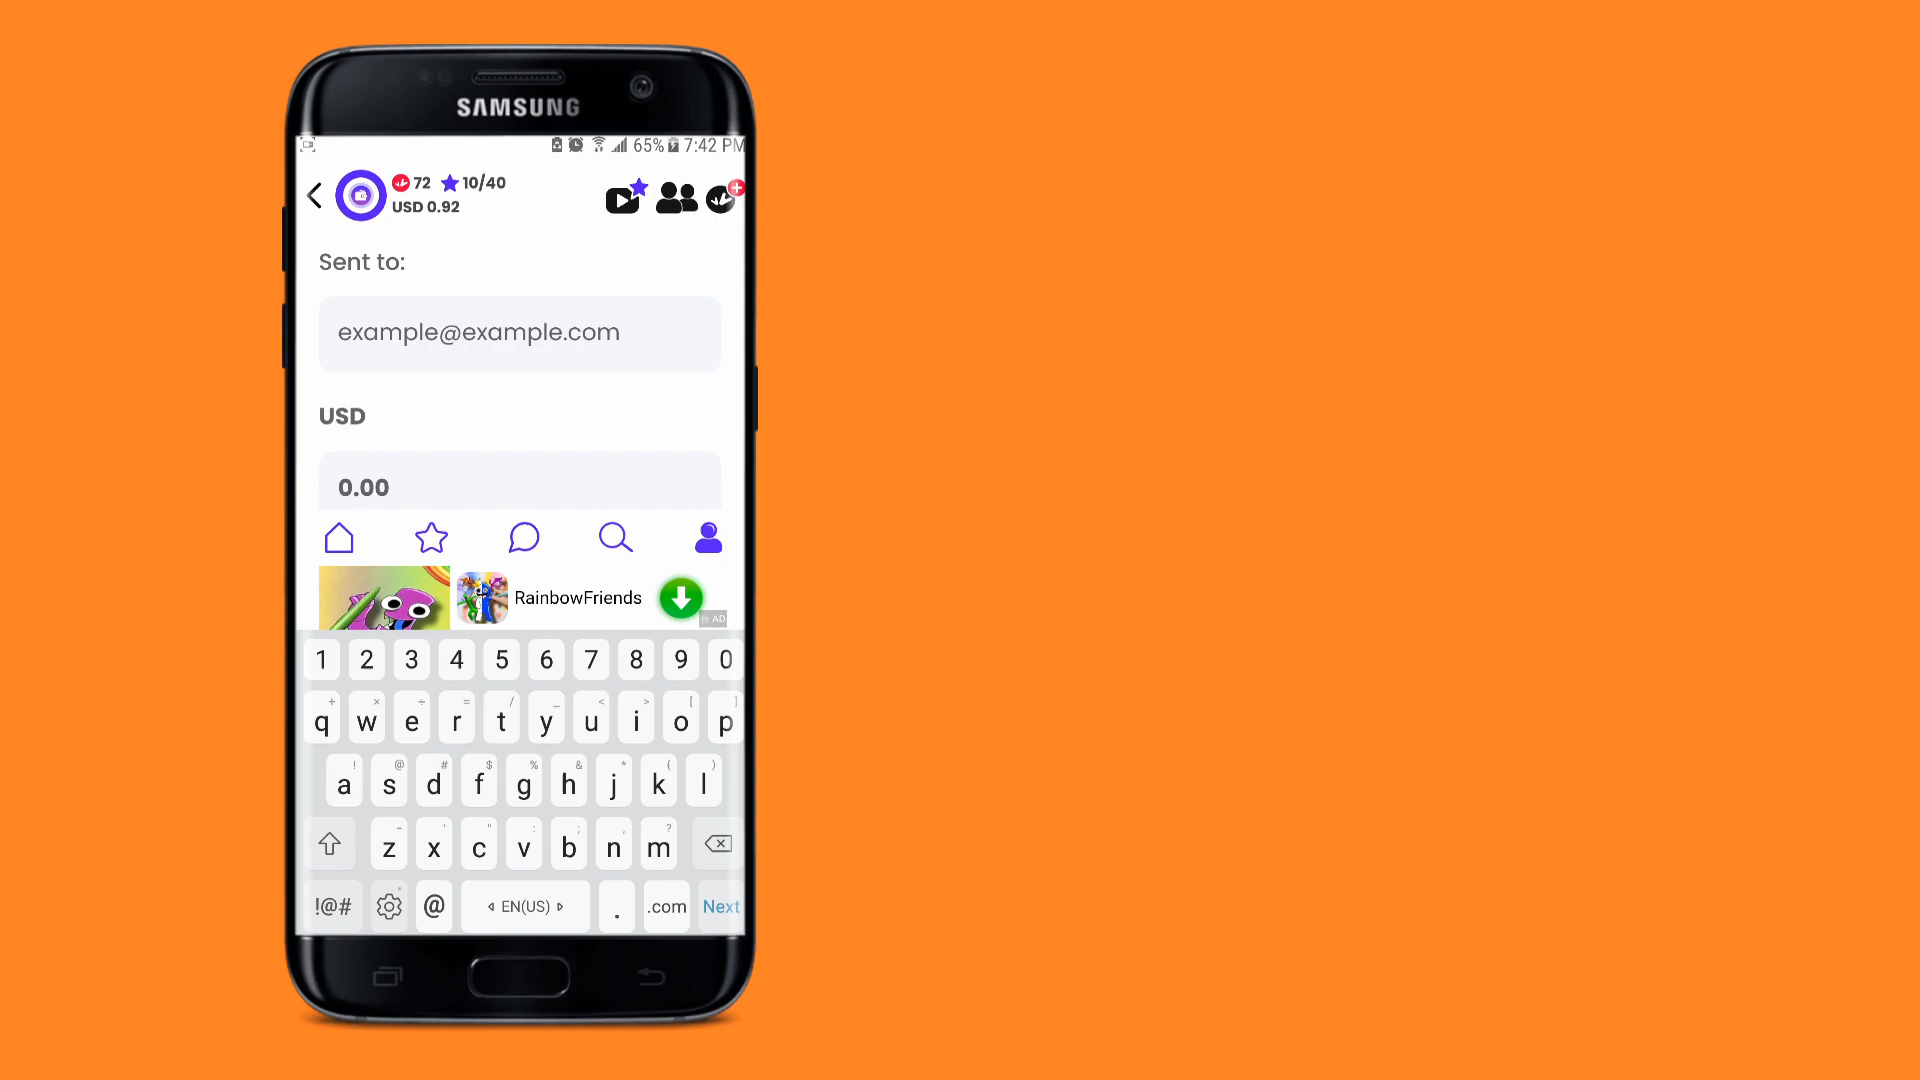 SAMSUNG
65% 7:42 PM
72 10/40
USD 0.92
Sent to:
example@example.com
USD
0.00
RainbowFriends
AD
1 2 3 4 5 6 7 8 9 0
+ × ÷ = / _ < > [ ]
q w e r t y u i o p
! @ # $ % & * ( )
a s d f g h j k l
- ' " : ; , ?
z x c v b n m
!@# @ EN(US) . .com Next